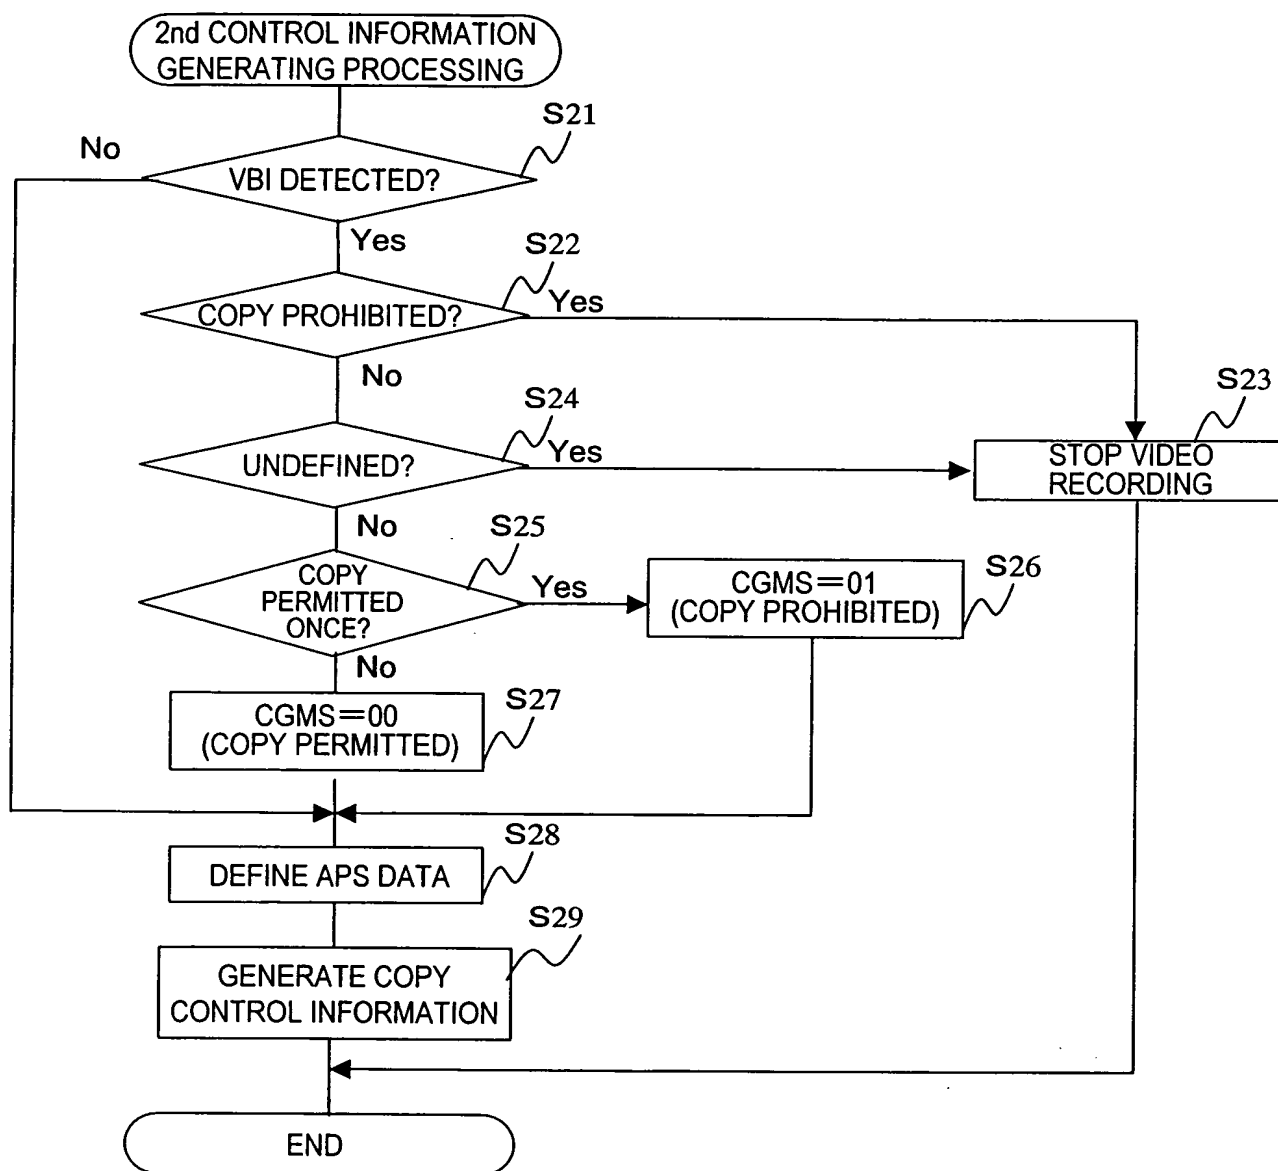 2nd CONTROL INFORMATION
GENERATING PROCESSING
S21
No
VBI DETECTED?
Yes
S22
COPY PROHIBITED?
Yes
No
S23
S24
UNDEFINED?
Yes
STOP VIDEO
RECORDING
No
S25
COPY
PERMITTED
ONCE?
Yes
CGMS=01
(COPY PROHIBITED)
S26
No
CGMS=00
(COPY PERMITTED)
S27
S28
DEFINE APS DATA
S29
GENERATE COPY
CONTROL INFORMATION
END